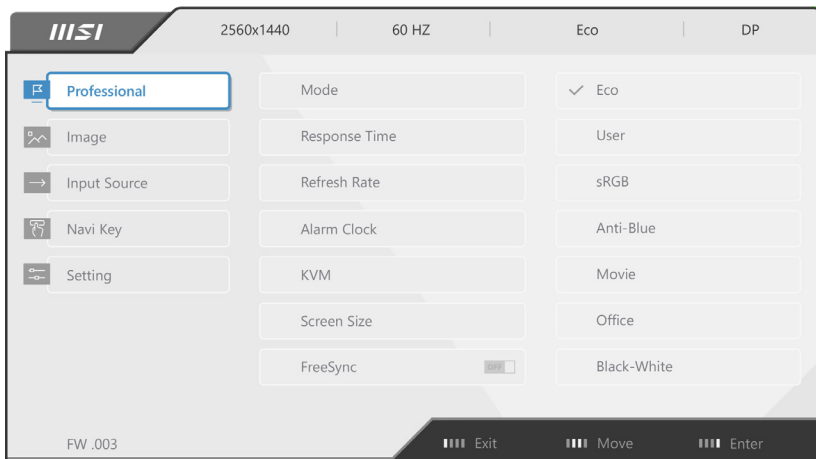 MSI 2560x1440 60 HZ Eco DP
Professional Mode Eco
Image Response Time User
Input Source Refresh Rate sRGB
Navi Key Alarm Clock Anti-Blue
Setting KVM Movie
Screen Size Office
FreeSync OFF Black-White
FW .003 Exit Move Enter